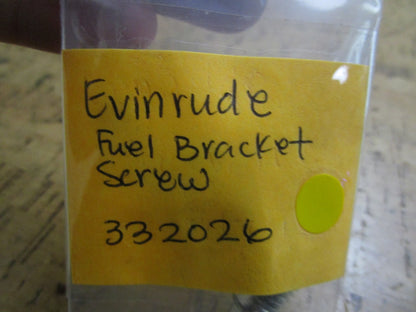 Evinrude
Fuel Bracket
Screw
332026